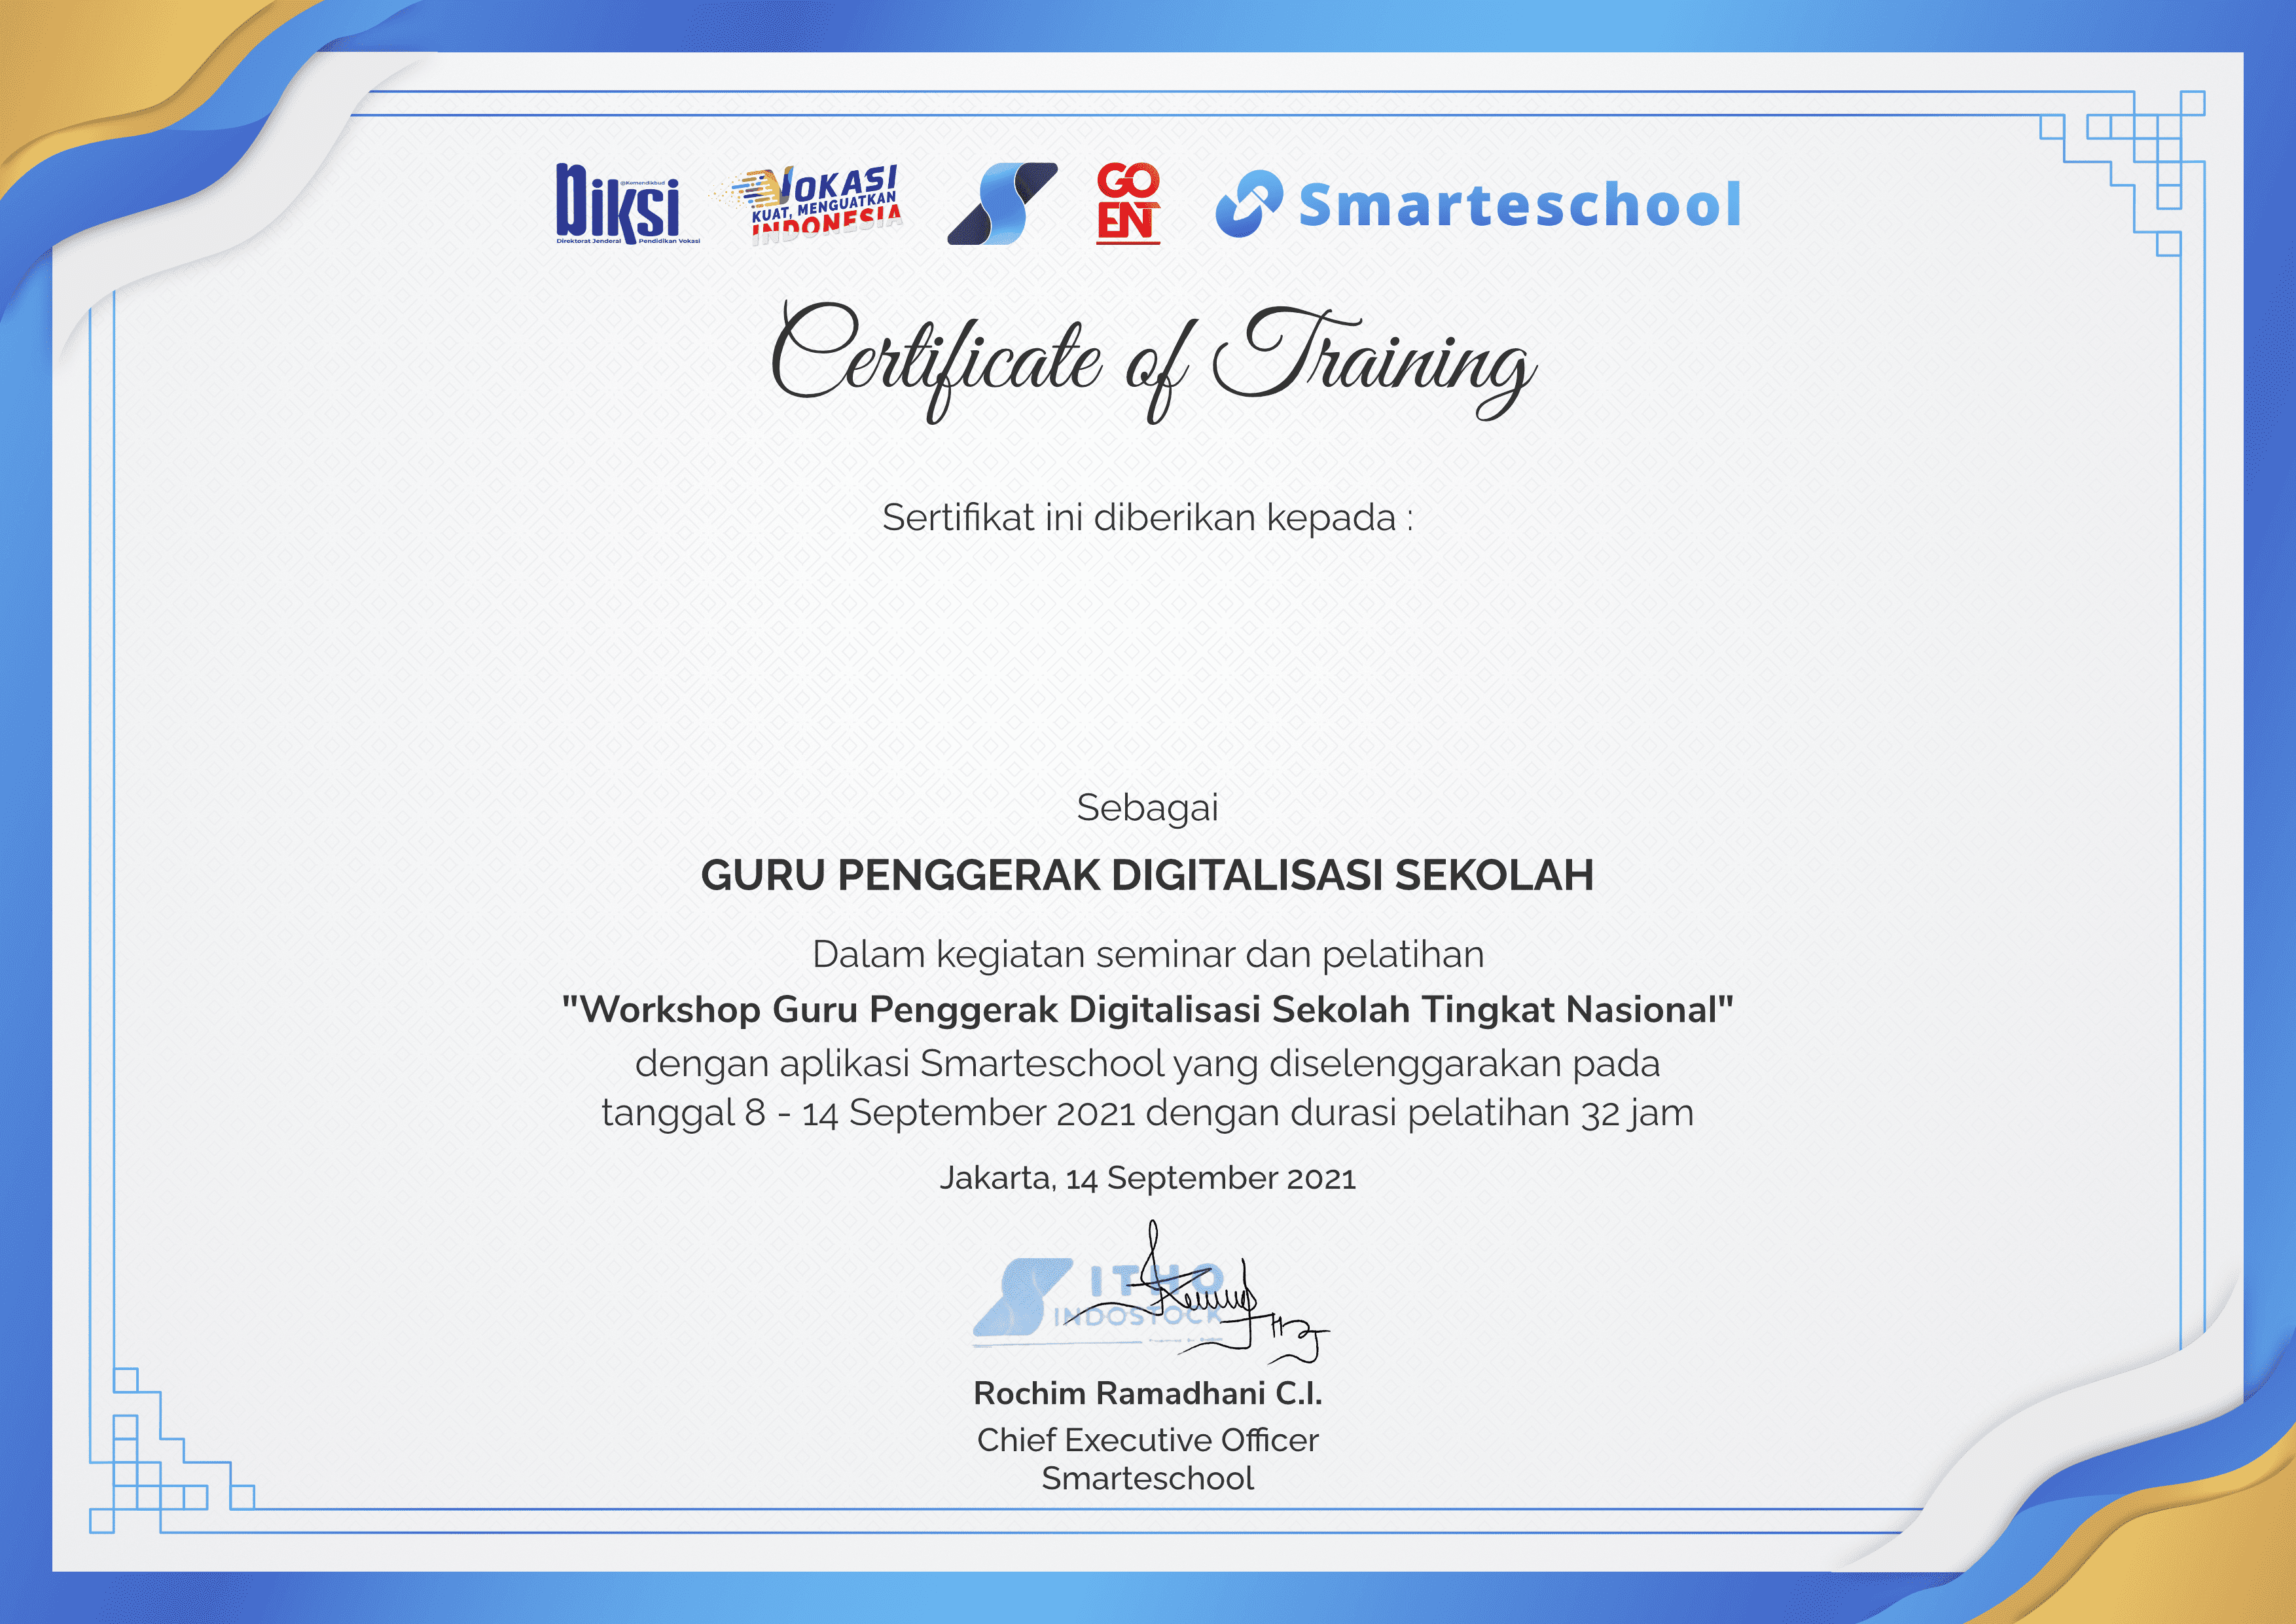 Diksi
@Kemendikbud
Direktorat Jenderal Pendidikan Vokasi
VOKASI
KUAT, MENGUATKAN
INDONESIA
GO
EN
Smarteschool
Certificate of Training
Sertifikat ini diberikan kepada :
Sebagai
GURU PENGGERAK DIGITALISASI SEKOLAH
Dalam kegiatan seminar dan pelatihan
"Workshop Guru Penggerak Digitalisasi Sekolah Tingkat Nasional"
dengan aplikasi Smarteschool yang diselenggarakan pada
tanggal 8 - 14 September 2021 dengan durasi pelatihan 32 jam
Jakarta, 14 September 2021
ITHO
INDOSTOCK
Rochim Ramadhani C.I.
Chief Executive Officer
Smarteschool